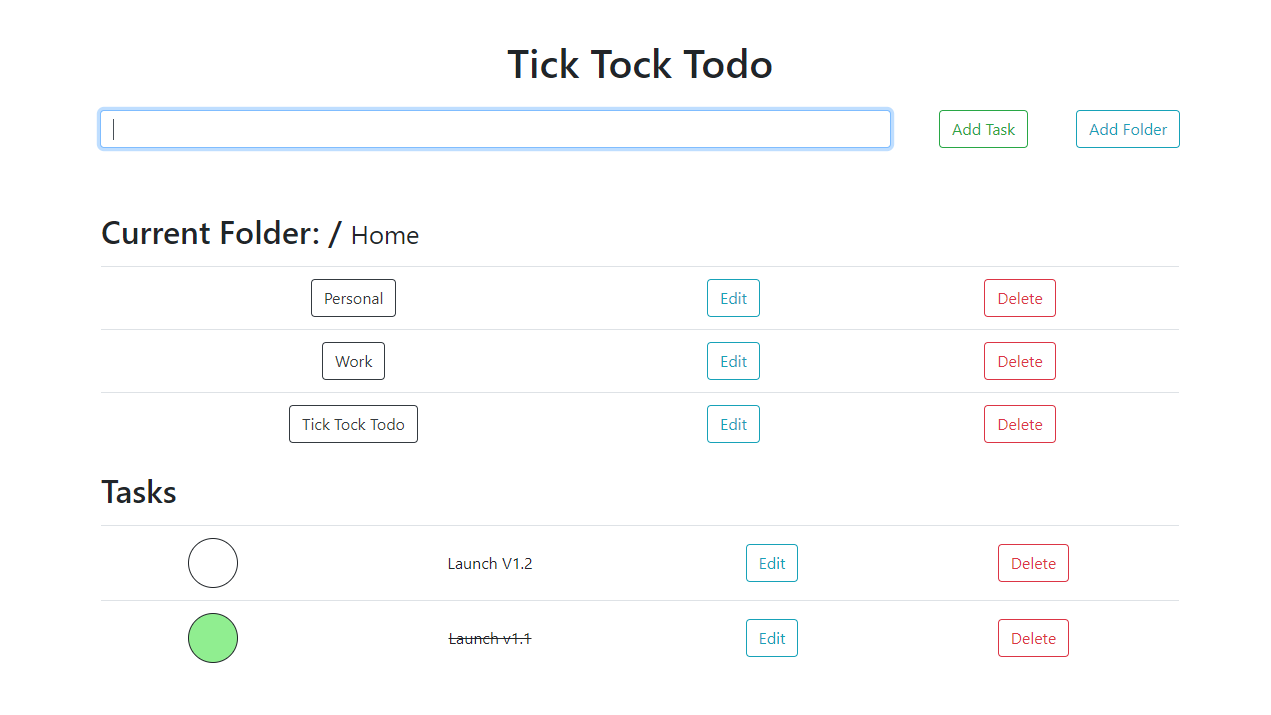 Tick Tock Todo
Add Task Add Folder
Current Folder: / Home
Personal Edit Delete
Work Edit Delete
Tick Tock Todo Edit Delete
Tasks
Launch V1.2 Edit Delete
Launch v1.1 Edit Delete